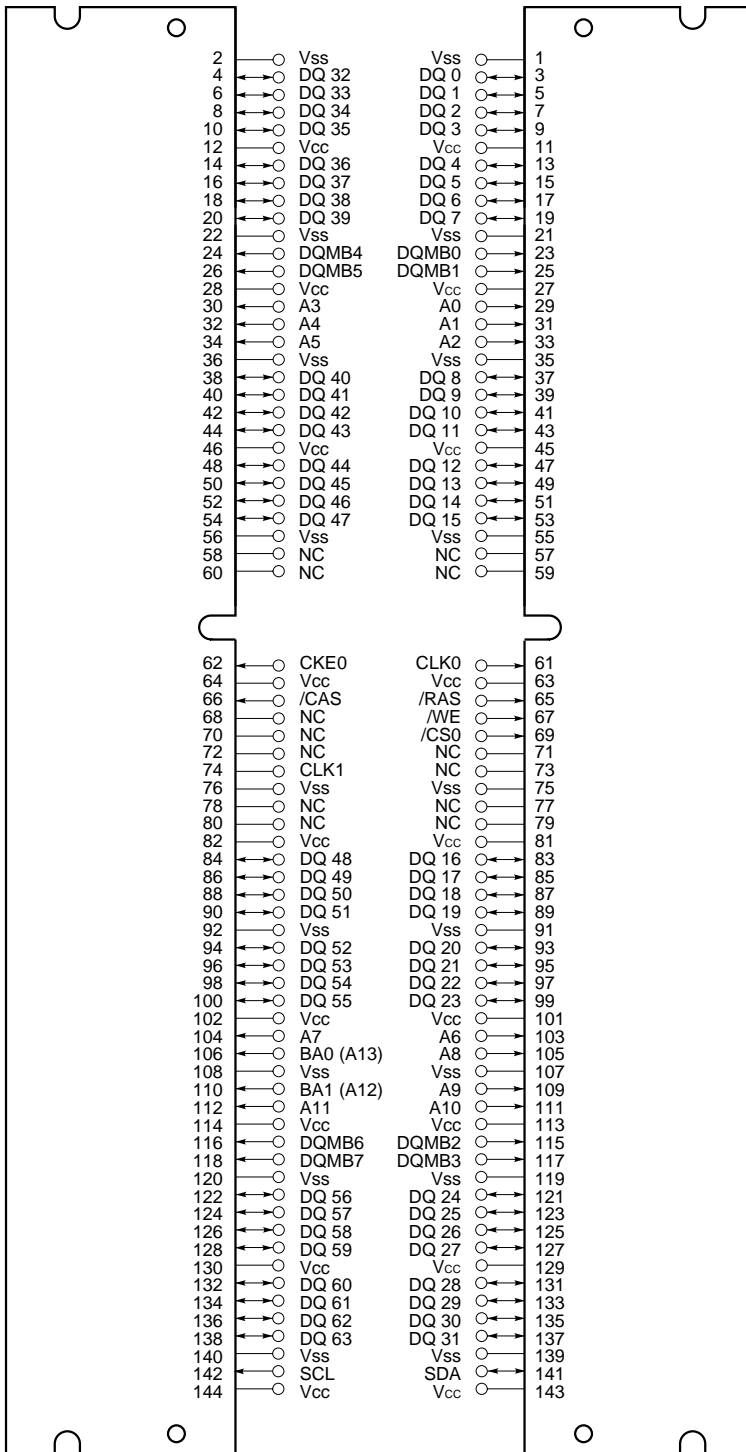 2 Vss Vss 1
4 DQ 32 DQ 0 3
6 DQ 33 DQ 1 5
8 DQ 34 DQ 2 7
10 DQ 35 DQ 3 9
12 Vcc Vcc 11
14 DQ 36 DQ 4 13
16 DQ 37 DQ 5 15
18 DQ 38 DQ 6 17
20 DQ 39 DQ 7 19
22 Vss Vss 21
24 DQMB4 DQMB0 23
26 DQMB5 DQMB1 25
28 Vcc Vcc 27
30 A3 A0 29
32 A4 A1 31
34 A5 A2 33
36 Vss Vss 35
38 DQ 40 DQ 8 37
40 DQ 41 DQ 9 39
42 DQ 42 DQ 10 41
44 DQ 43 DQ 11 43
46 Vcc Vcc 45
48 DQ 44 DQ 12 47
50 DQ 45 DQ 13 49
52 DQ 46 DQ 14 51
54 DQ 47 DQ 15 53
56 Vss Vss 55
58 NC NC 57
60 NC NC 59
62 CKE0 CLK0 61
64 Vcc Vcc 63
66 /CAS /RAS 65
68 NC /WE 67
70 NC /CS0 69
72 NC NC 71
74 CLK1 NC 73
76 Vss Vss 75
78 NC NC 77
80 NC NC 79
82 Vcc Vcc 81
84 DQ 48 DQ 16 83
86 DQ 49 DQ 17 85
88 DQ 50 DQ 18 87
90 DQ 51 DQ 19 89
92 Vss Vss 91
94 DQ 52 DQ 20 93
96 DQ 53 DQ 21 95
98 DQ 54 DQ 22 97
100 DQ 55 DQ 23 99
102 Vcc Vcc 101
104 A7 A6 103
106 BA0 (A13) A8 105
108 Vss Vss 107
110 BA1 (A12) A9 109
112 A11 A10 111
114 Vcc Vcc 113
116 DQMB6 DQMB2 115
118 DQMB7 DQMB3 117
120 Vss Vss 119
122 DQ 56 DQ 24 121
124 DQ 57 DQ 25 123
126 DQ 58 DQ 26 125
128 DQ 59 DQ 27 127
130 Vcc Vcc 129
132 DQ 60 DQ 28 131
134 DQ 61 DQ 29 133
136 DQ 62 DQ 30 135
138 DQ 63 DQ 31 137
140 Vss Vss 139
142 SCL SDA 141
144 Vcc Vcc 143